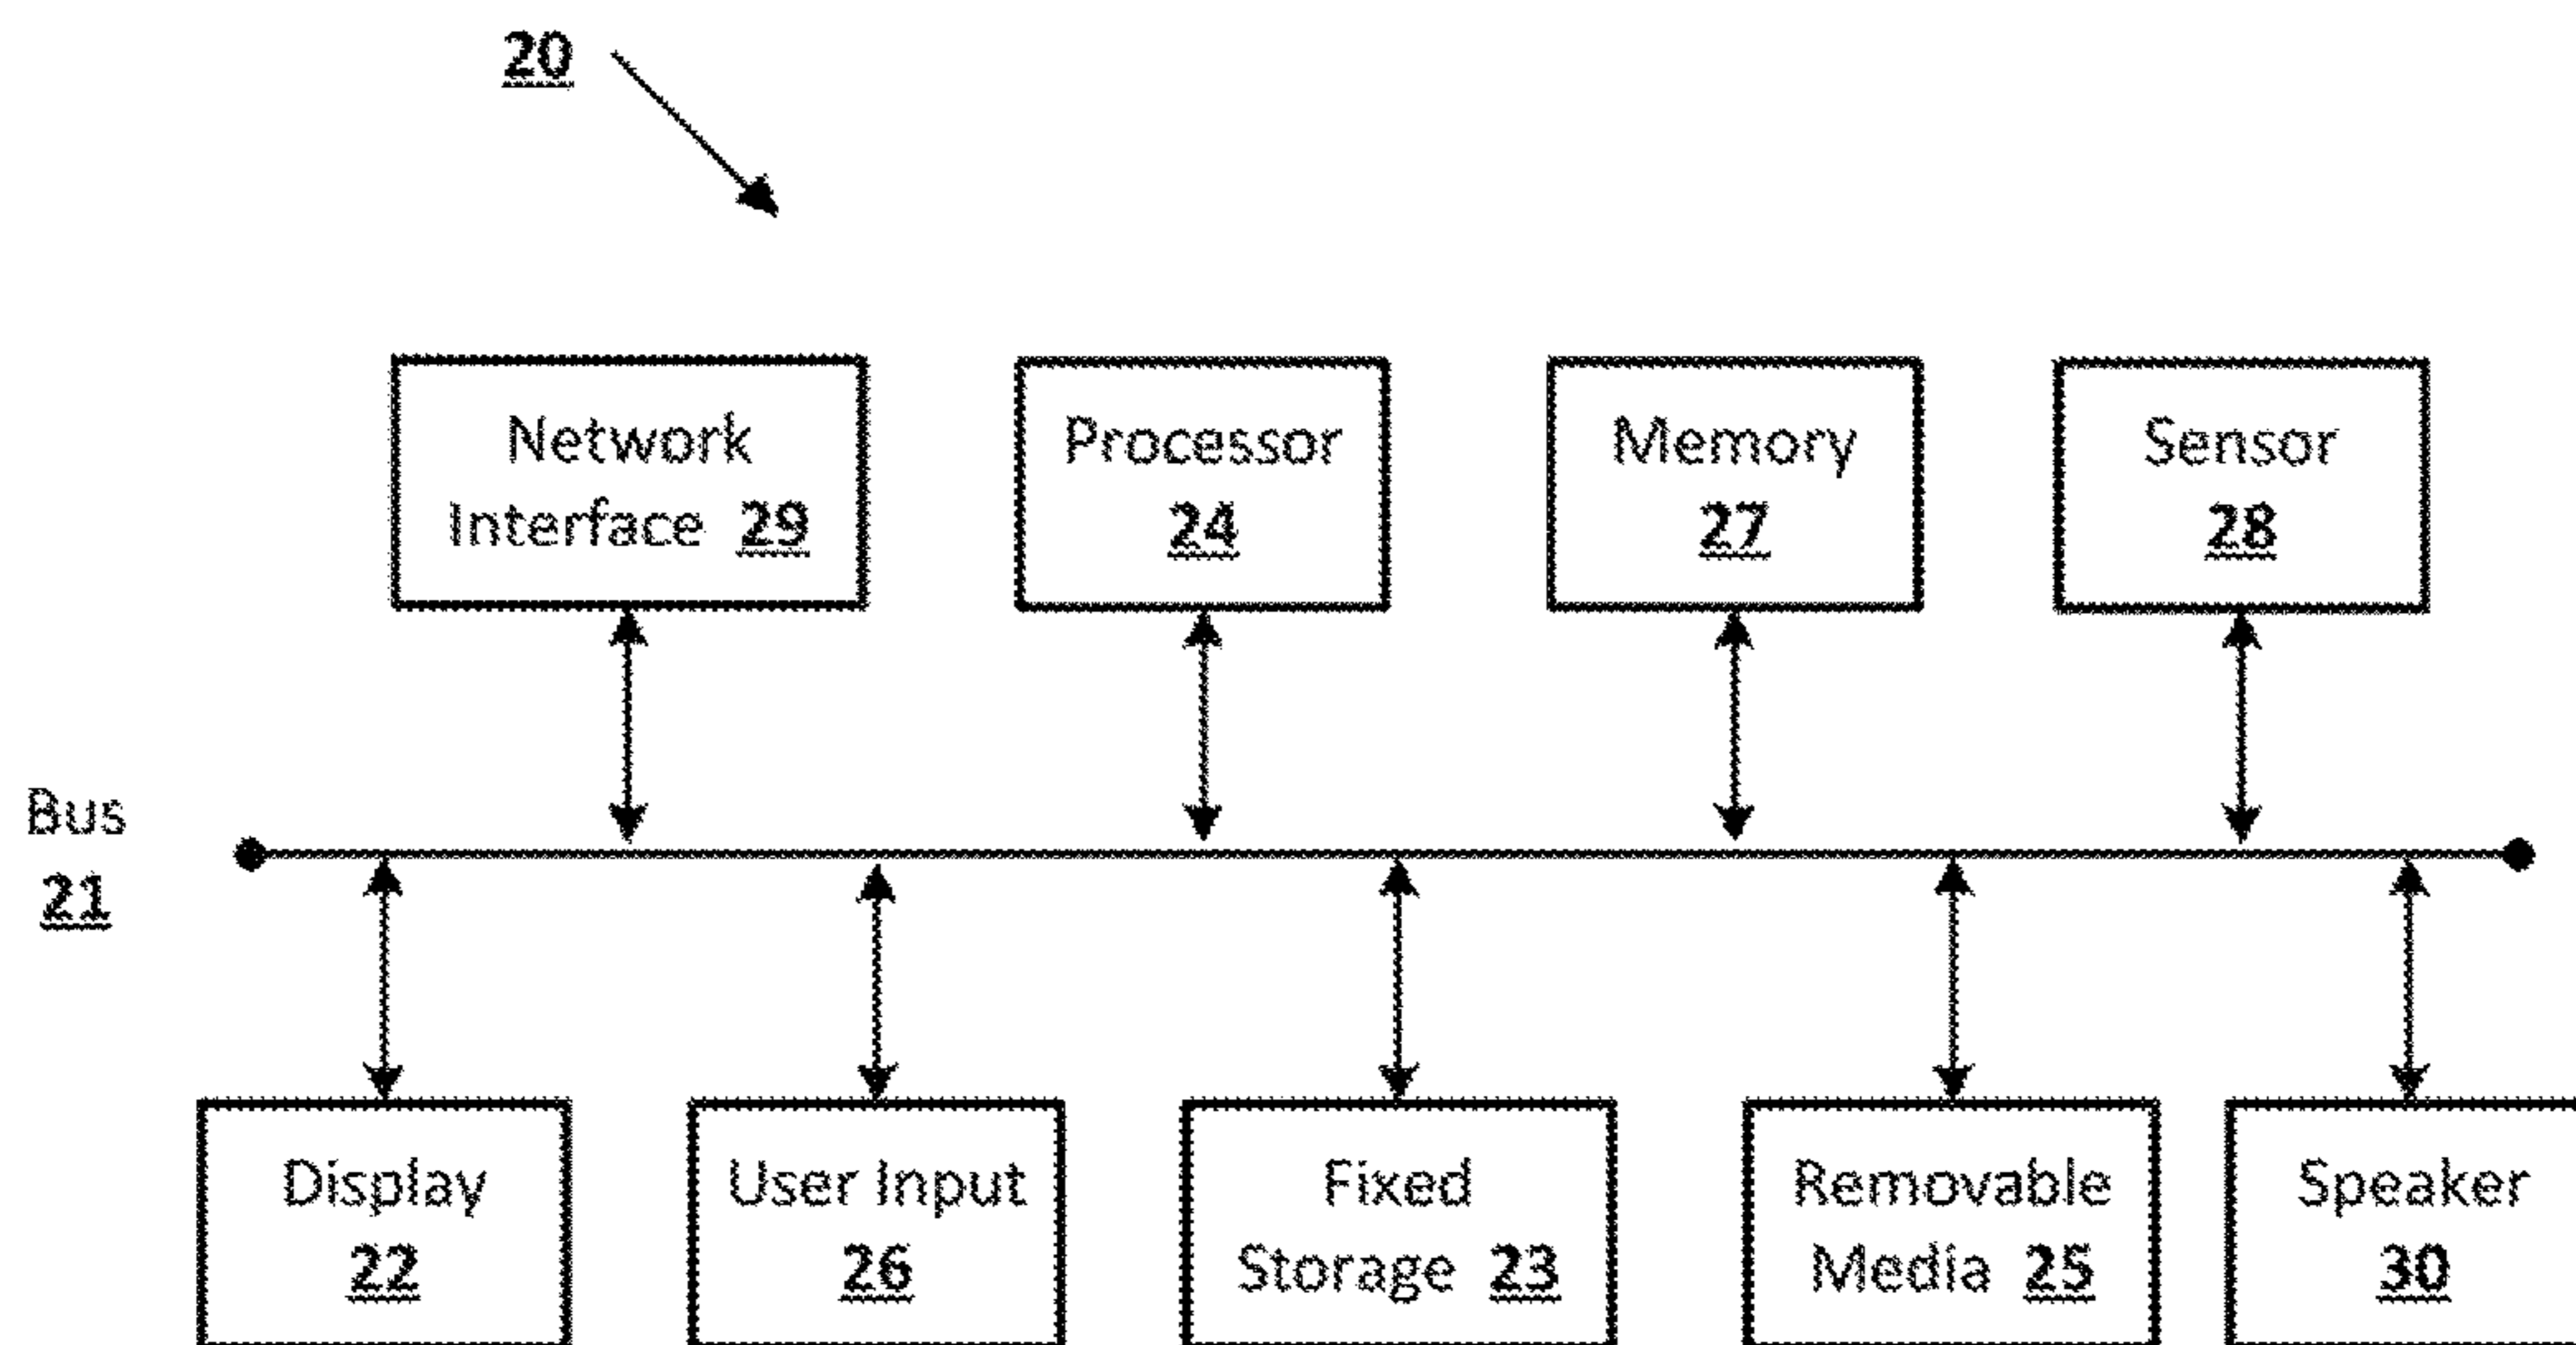 20
Network
Interface 29
Processor
24
Memory
27
Sensor
28
Bus
21
Display
22
User Input
26
Fixed
Storage 23
Removable
Media 25
Speaker
30